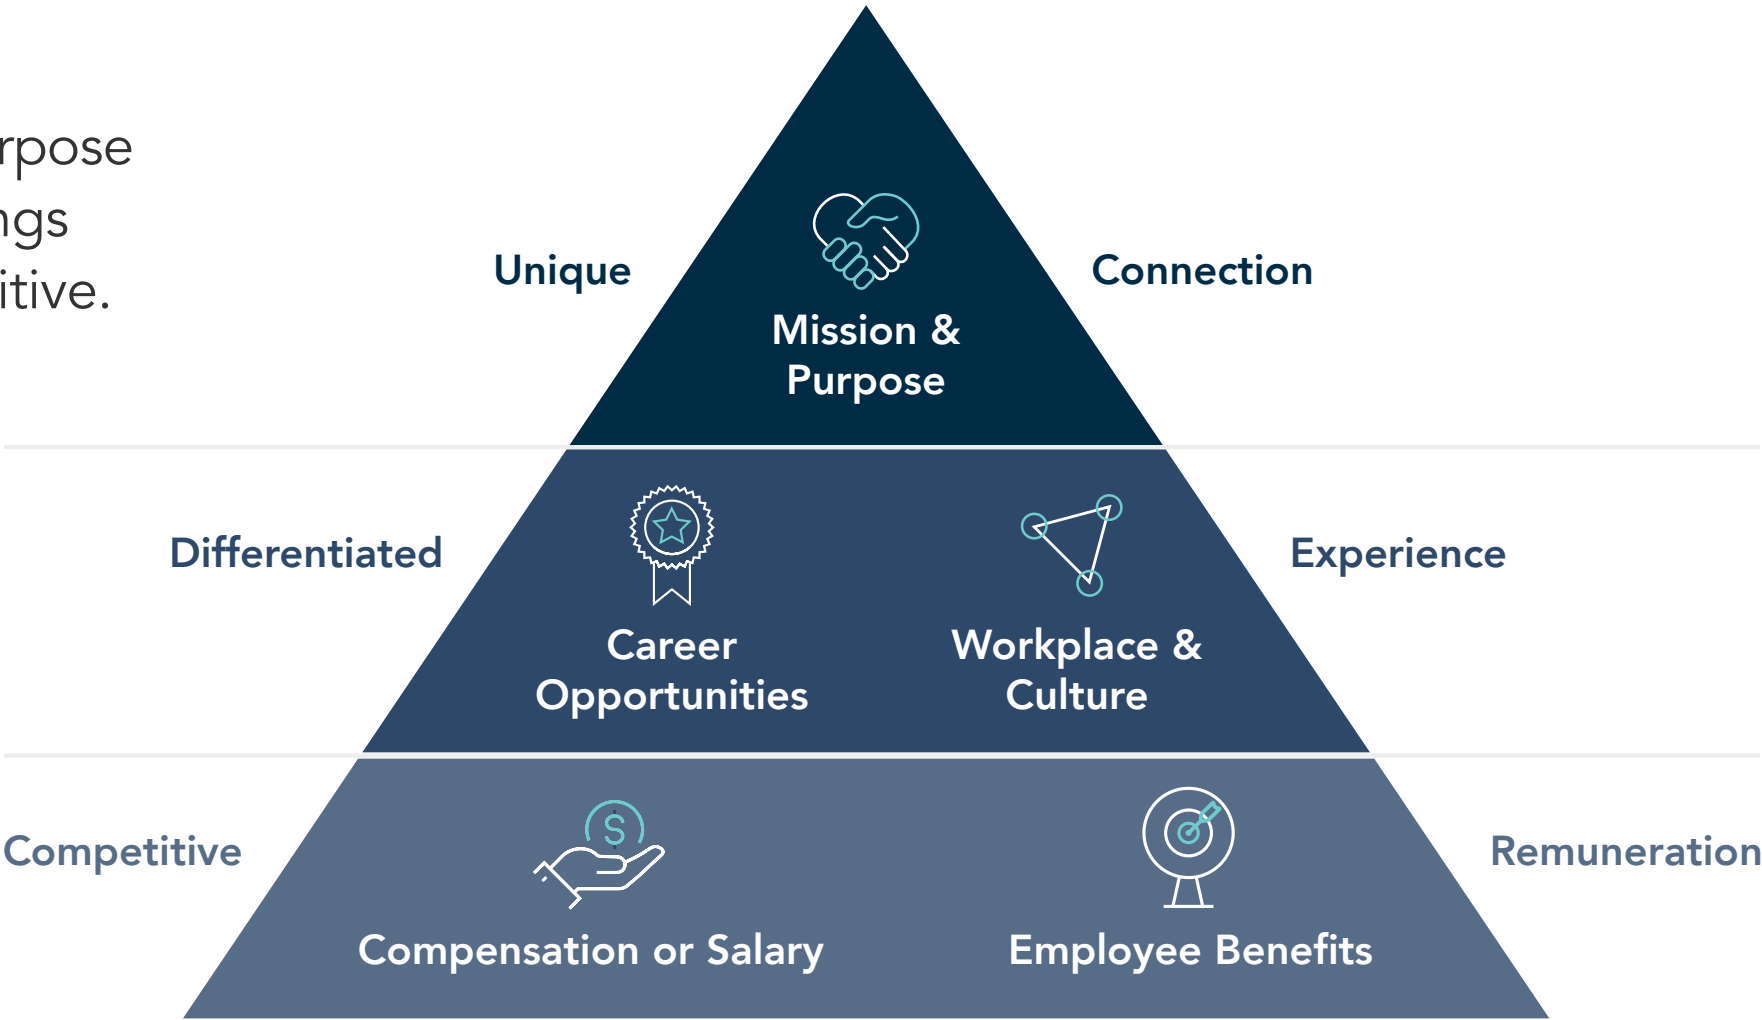 rpose
ngs
itive.
Unique
Connection
Mission &
Purpose
Differentiated
Experience
Career
Opportunities
Workplace &
Culture
Competitive
Remuneration
S
Compensation or Salary
Employee Benefits